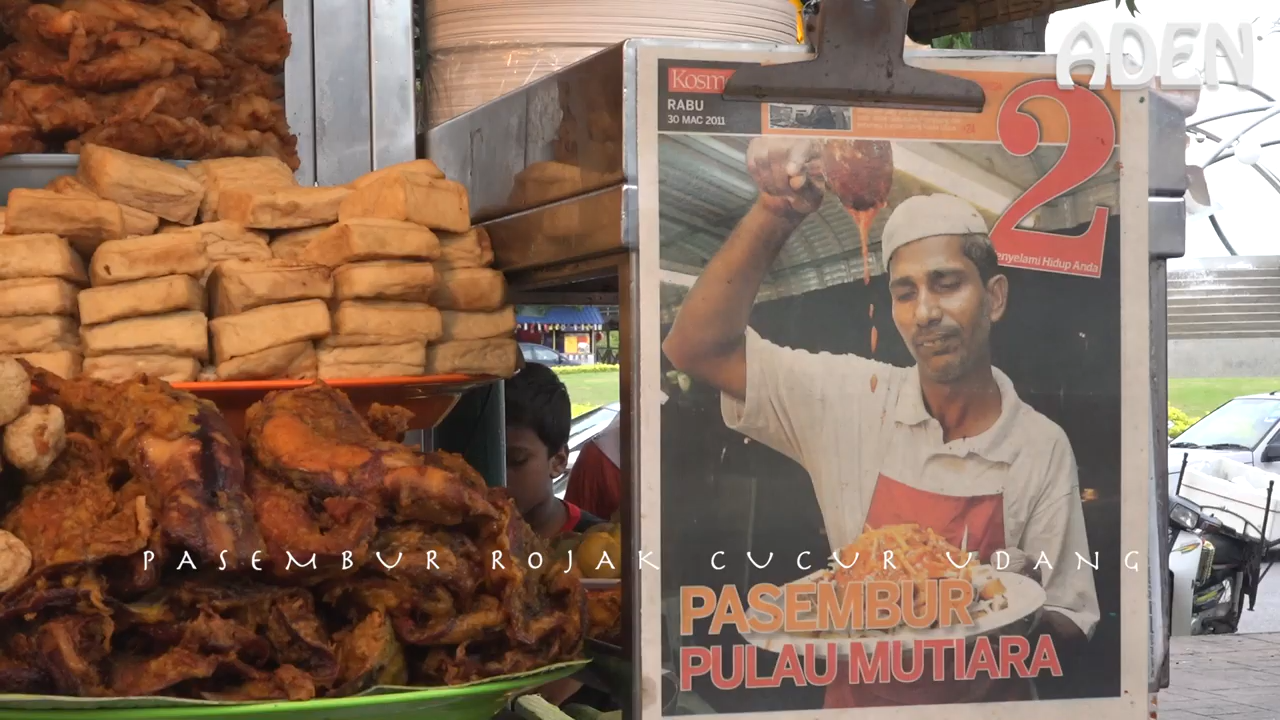 ADEN
Kosm
RABU
30 MAC 2011
2
enyelami Hidup Anda
PASEMBUR ROJAK CUCUR UDANG
PASEMBUR
PULAU MUTIARA